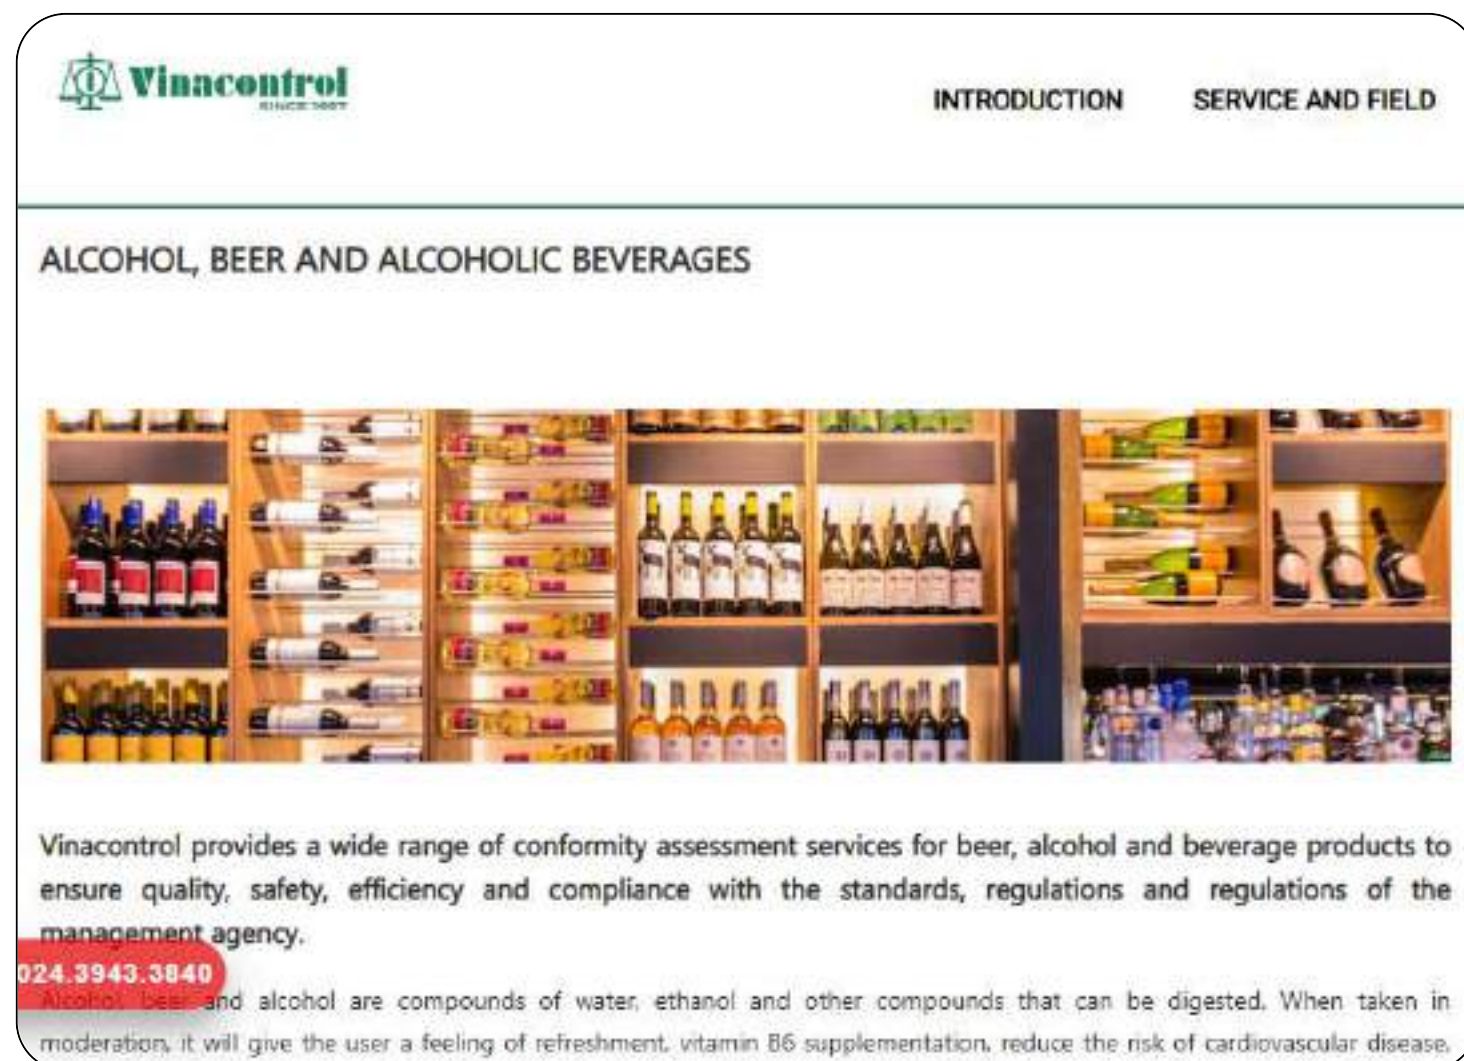 Vinacontrol
SINCE 1957
INTRODUCTION
SERVICE AND FIELD
ALCOHOL, BEER AND ALCOHOLIC BEVERAGES
Vinacontrol provides a wide range of conformity assessment services for beer, alcohol and beverage products to
ensure quality, safety, efficiency and compliance with the standards, regulations and regulations of the
management agency.
024.3943.3840
Alcohol, beer and alcohol are compounds of water, ethanol and other compounds that can be digested. When taken in
moderation, it will give the user a feeling of refreshment, vitamin B6 supplementation, reduce the risk of cardiovascular disease,